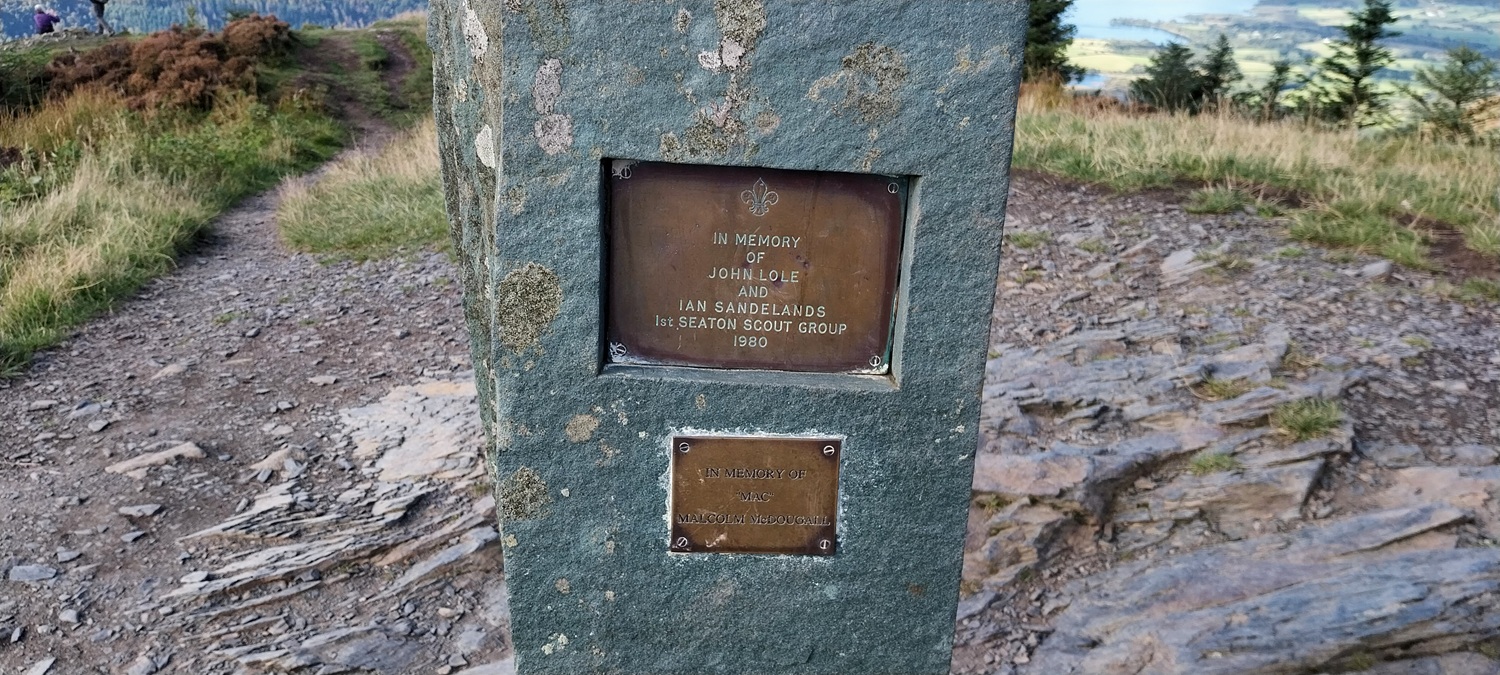 IN MEMORY
OF
JOHN LOLE
AND
IAN SANDELANDS
1st SEATON SCOUT GROUP
1980
IN MEMORY OF
"MAC"
MALCOLM McDOUGALL